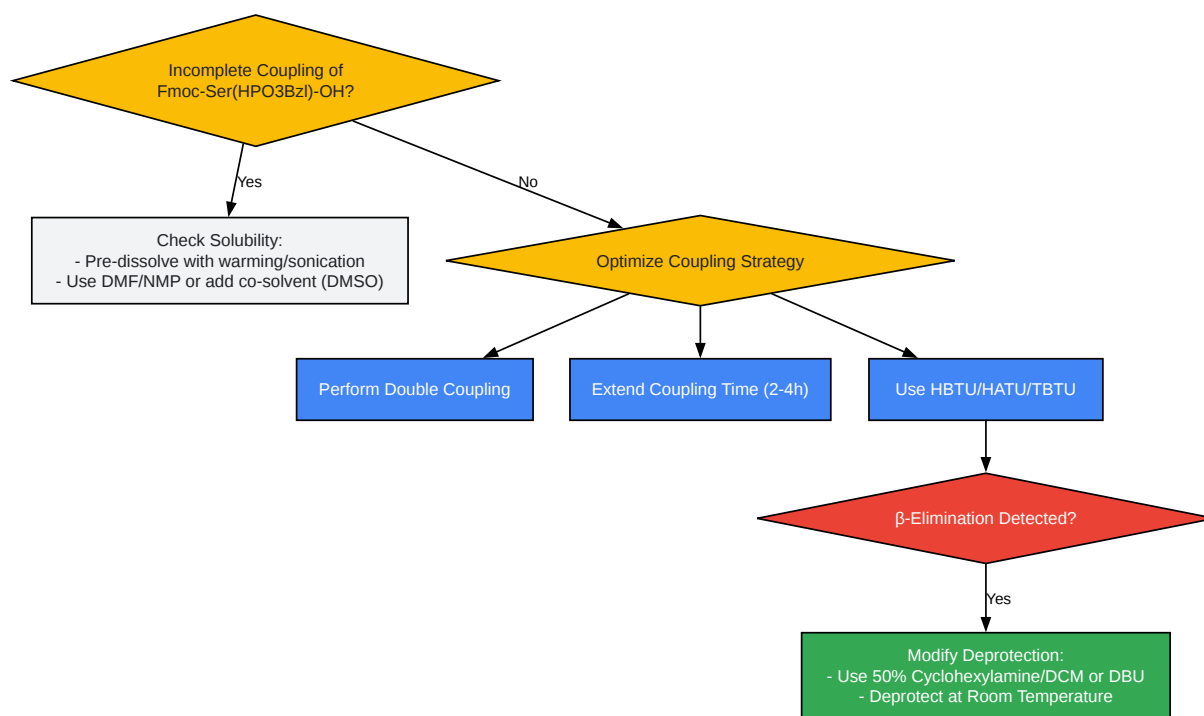 Incomplete Coupling of
Fmoc-Ser(HPO3Bzl)-OH?
Yes
No
Check Solubility:
- Pre-dissolve with warming/sonication
- Use DMF/NMP or add co-solvent (DMSO)
Optimize Coupling Strategy
Perform Double Coupling
Extend Coupling Time (2-4h)
Use HBTU/HATU/TBTU
β-Elimination Detected?
Yes
Modify Deprotection:
- Use 50% Cyclohexylamine/DCM or DBU
- Deprotect at Room Temperature